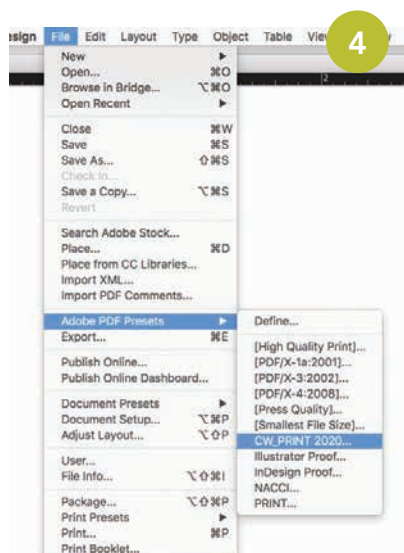 sign File Edit Layout Type Object Table View
4
New
Open... ⌘O
Browse in Bridge... ⌥⌘O
Open Recent
2
Close ⌘W
Save ⌘S
Save As... ⇧⌘S
Check In...
Save a Copy... ⌥⌘S
Revert
Search Adobe Stock...
Place... ⌘D
Place from CC Libraries...
Import XML...
Import PDF Comments...
Adobe PDF Presets
Export... ⌘E
Publish Online...
Publish Online Dashboard...
Document Presets
Document Setup... ⌥⌘P
Adjust Layout... ⌥⇧P
User...
File Info... ⌥⇧⌘I
Package... ⌥⇧⌘P
Print Presets
Print... ⌘P
Print Booklet...
Define...
[High Quality Print]...
[PDF/X-1a:2001]...
[PDF/X-3:2002]...
[PDF/X-4:2008]...
[Press Quality]...
[Smallest File Size]...
CW_PRINT 2020...
Illustrator Proof...
InDesign Proof...
NACCI...
PRINT...